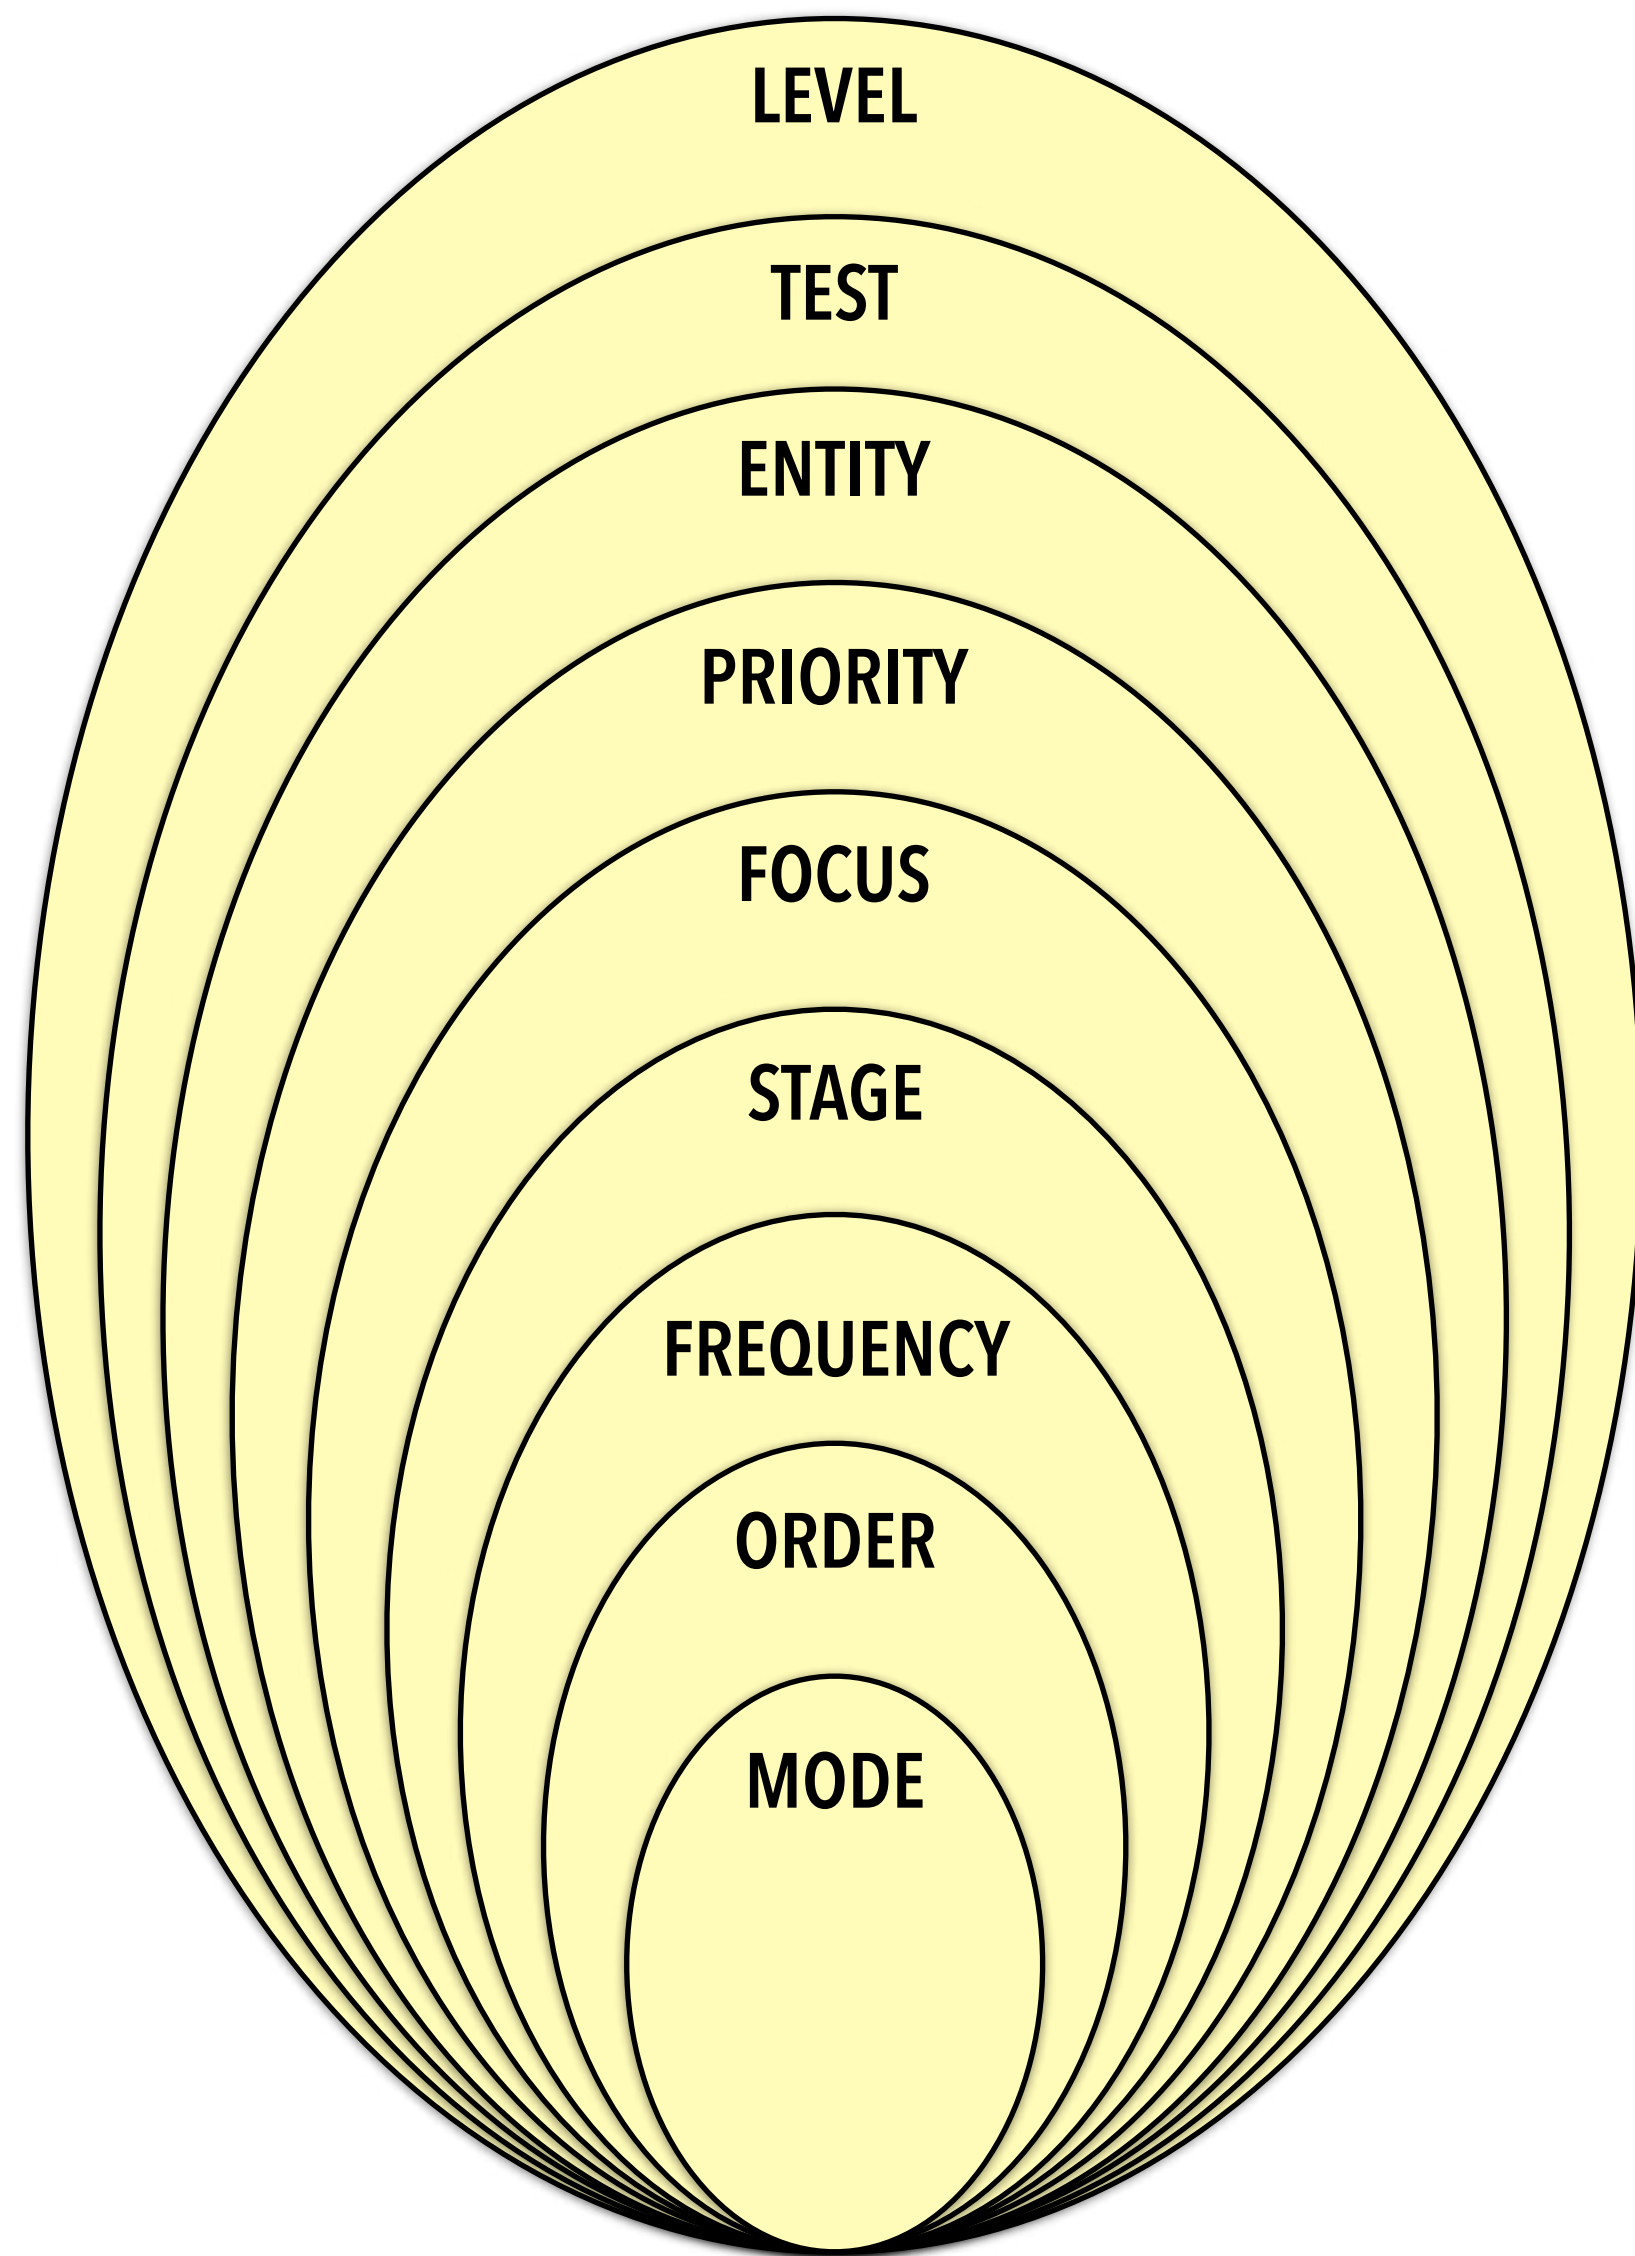 LEVEL
TEST
ENTITY
PRIORITY
FOCUS
STAGE
FREQUENCY
ORDER
MODE